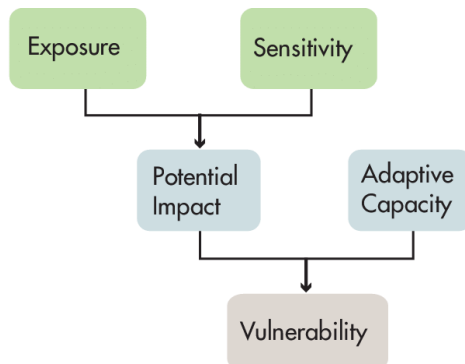 Exposure
Sensitivity
Potential
Impact
Adaptive
Capacity
Vulnerability